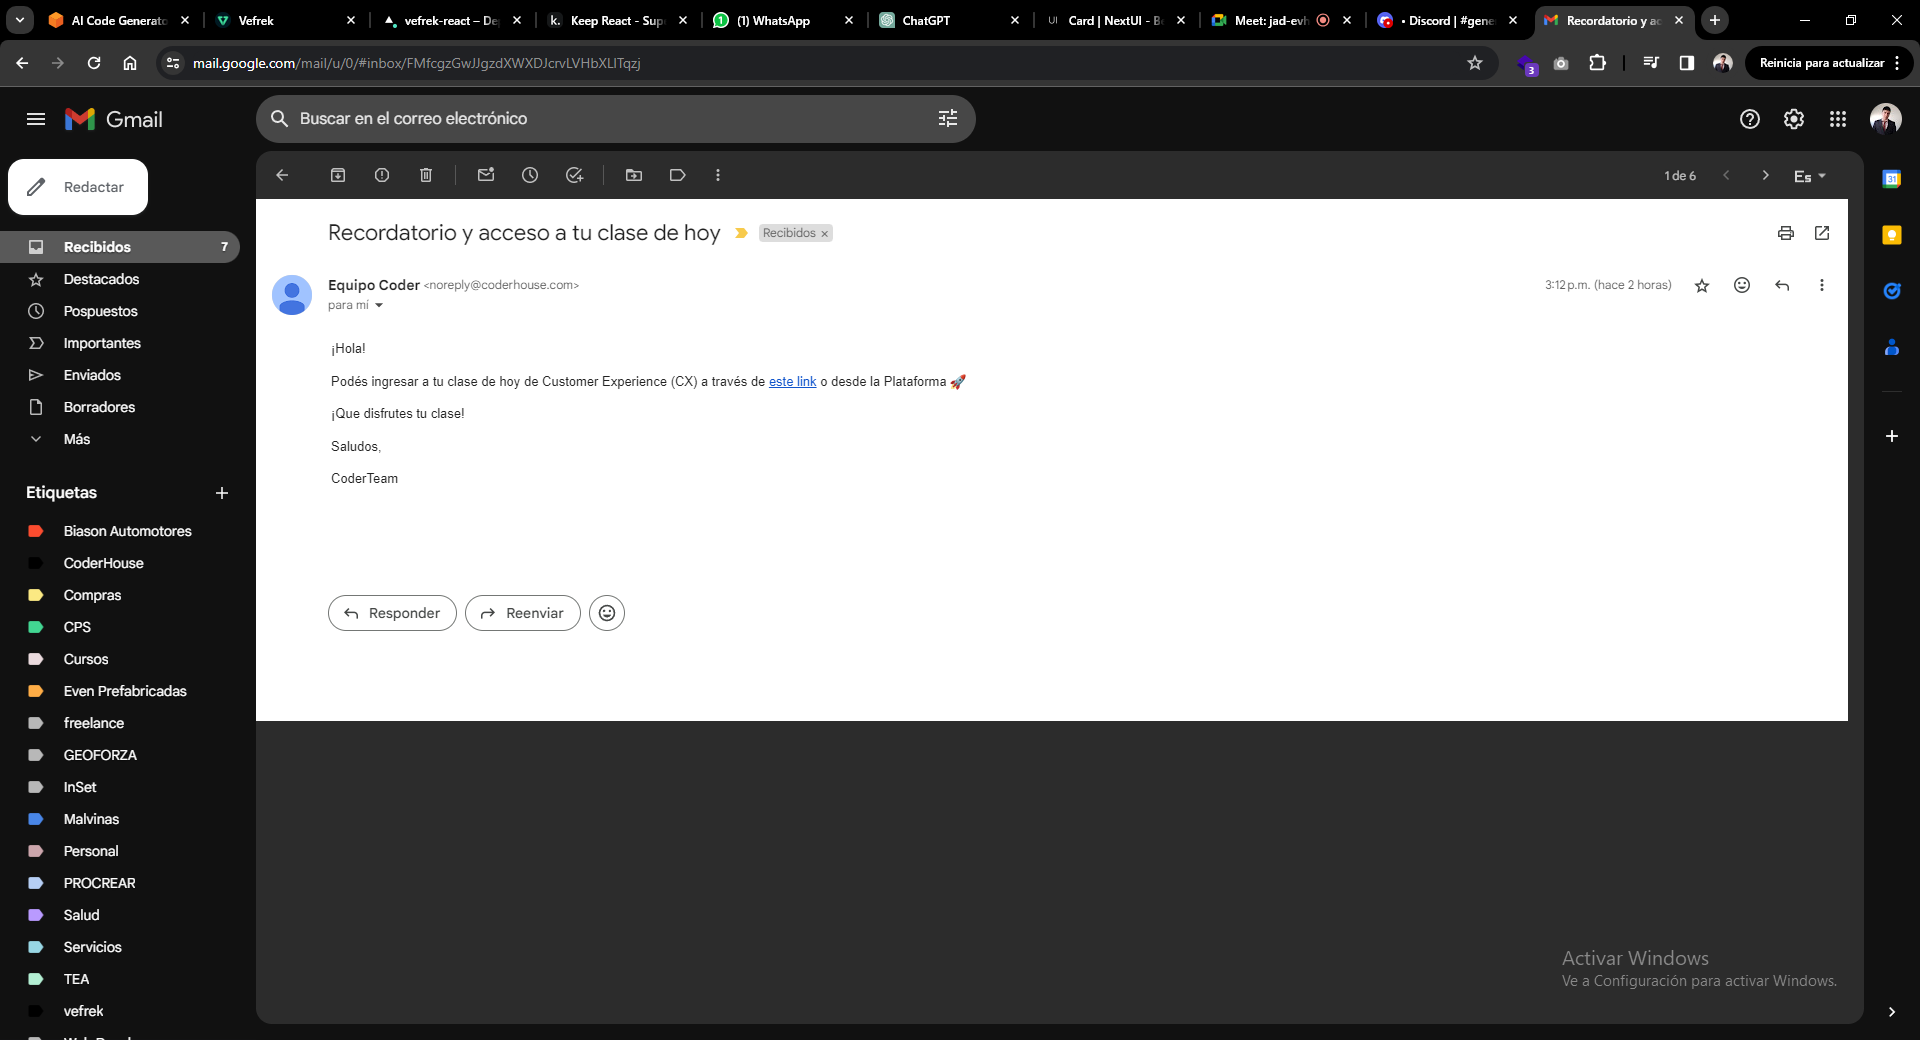 AI Code Generato
Vefrek
vefrek-react – De
Keep React - Sup
(1) WhatsApp
ChatGPT
Card | NextUI - B
Meet: jad-evh
• Discord | #gene
Recordatorio y a
mail.google.com/mail/u/0/#inbox/FMfcgzGwJJgzdXWXDJcrvLVHbXLlTqzj
3
Reinicia para actualizar
Gmail
Buscar en el correo electrónico
Redactar
1 de 6
Es
Recibidos 7
Destacados
Pospuestos
Importantes
Enviados
Borradores
Más
Etiquetas
Biason Automotores
CoderHouse
Compras
CPS
Cursos
Even Prefabricadas
freelance
GEOFORZA
InSet
Malvinas
Personal
PROCREAR
Salud
Servicios
TEA
vefrek
Recordatorio y acceso a tu clase de hoy
Recibidos
Equipo Coder <noreply@coderhouse.com>
3:12 p.m. (hace 2 horas)
para mí
¡Hola!
Podés ingresar a tu clase de hoy de Customer Experience (CX) a través de este link o desde la Plataforma 🚀
¡Que disfrutes tu clase!
Saludos,
CoderTeam
Responder
Reenviar
31
Activar Windows
Ve a Configuración para activar Windows.